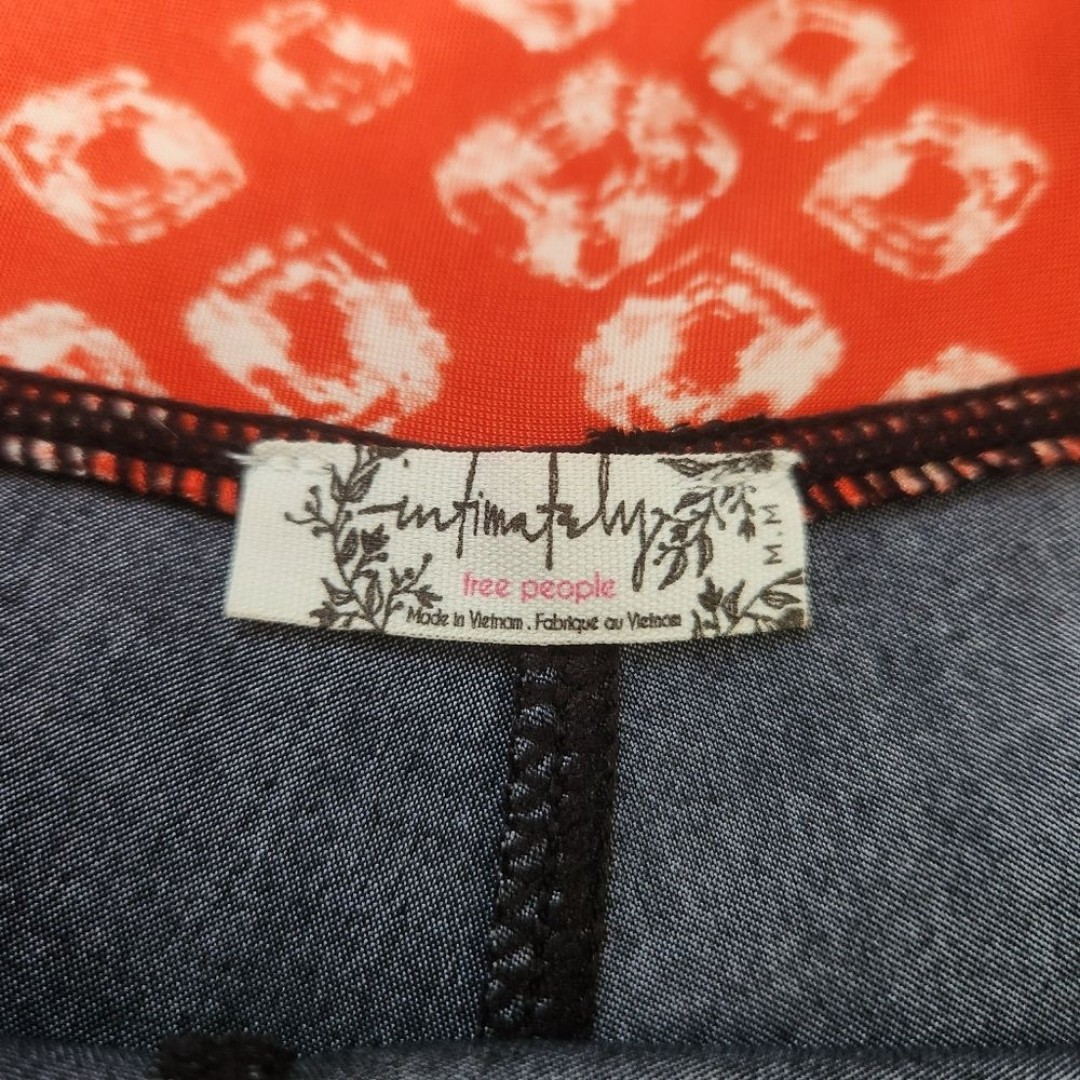 intimately
free people
Made in Vietnam . Fabriqué au Vietnam
M.M